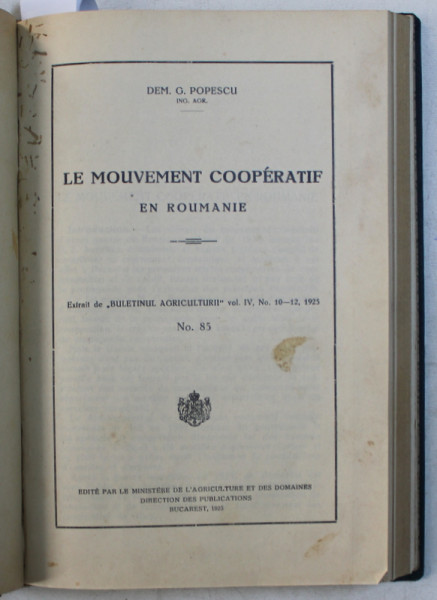 DEM. G. POPESCU
ING. AGR.
LE MOUVEMENT COOPÉRATIF
EN ROUMANIE
Extrait de „BULETINUL AGRICULTURII“ vol. IV, No. 10—12, 1925
No. 85
EDITÉ PAR LE MINISTÈRE DE L'AGRICULTURE ET DES DOMAINES
DIRECTION DES PUBLICATIONS
BUCAREST, 1925